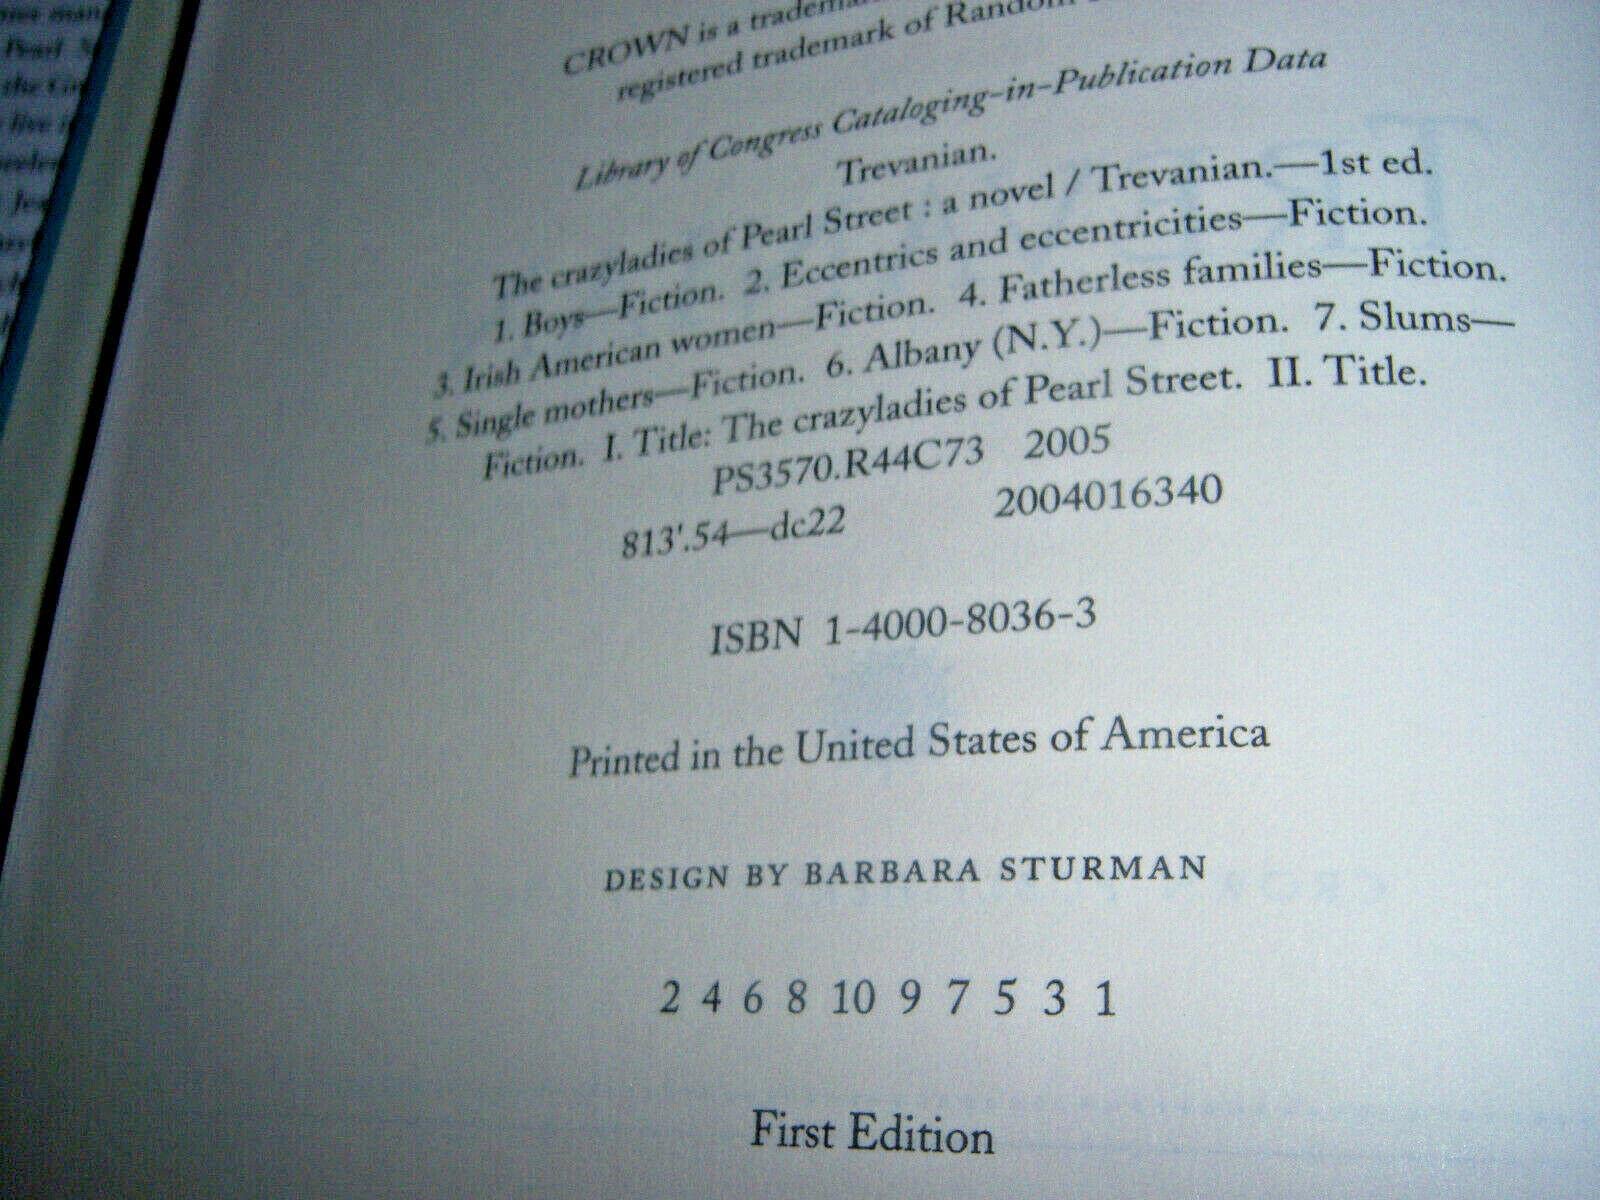 CROWN is a
registered trademark of
Library of Congress Cataloging-in-Publication Data
Trevanian.
The crazyladies of Pearl Street : a novel / Trevanian.—1st ed.
1. Boys—Fiction. 2. Eccentrics and eccentricities—Fiction.
3. Irish American women—Fiction. 4. Fatherless families—Fiction.
5. Single mothers—Fiction. 6. Albany (N.Y.)—Fiction. 7. Slums—
Fiction. I. Title: The crazyladies of Pearl Street. II. Title.
PS3570.R44C73 2005
813'.54—dc22 2004016340
ISBN 1-4000-8036-3
Printed in the United States of America
DESIGN BY BARBARA STURMAN
2 4 6 8 10 9 7 5 3 1
First Edition